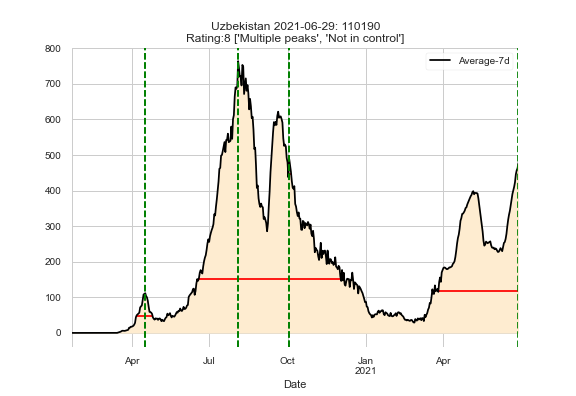 Uzbekistan 2021-06-29: 110190
Rating:8 ['Multiple peaks', 'Not in control']
800
700
600
500
400
300
200
100
0
Average-7d
Apr
Jul
Oct
Jan
2021
Apr
Date